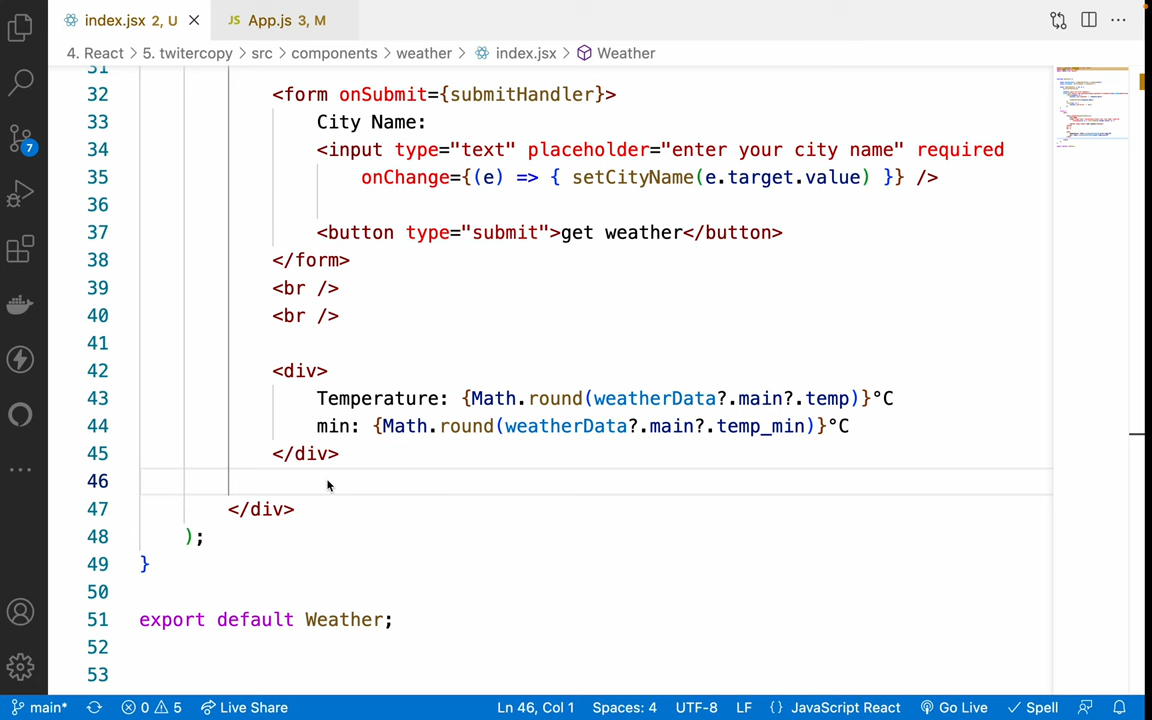 index.jsx 2, U
JS App.js 3, M
4. React > 5. twitercopy > src > components > weather > index.jsx > Weather
31
32 <form onSubmit={submitHandler}>
33 City Name:
34 <input type="text" placeholder="enter your city name" required
35 onChange={(e) => { setCityName(e.target.value) }} />
36
37 <button type="submit">get weather</button>
38 </form>
39 <br />
40 <br />
41
42 <div>
43 Temperature: {Math.round(weatherData?.main?.temp)}°C
44 min: {Math.round(weatherData?.main?.temp_min)}°C
45 </div>
46
47 </div>
48 );
49 }
50
51 export default Weather;
52
53
7
main* 0 5 Live Share Ln 46, Col 1 Spaces: 4 UTF-8 LF {} JavaScript React Go Live Spell